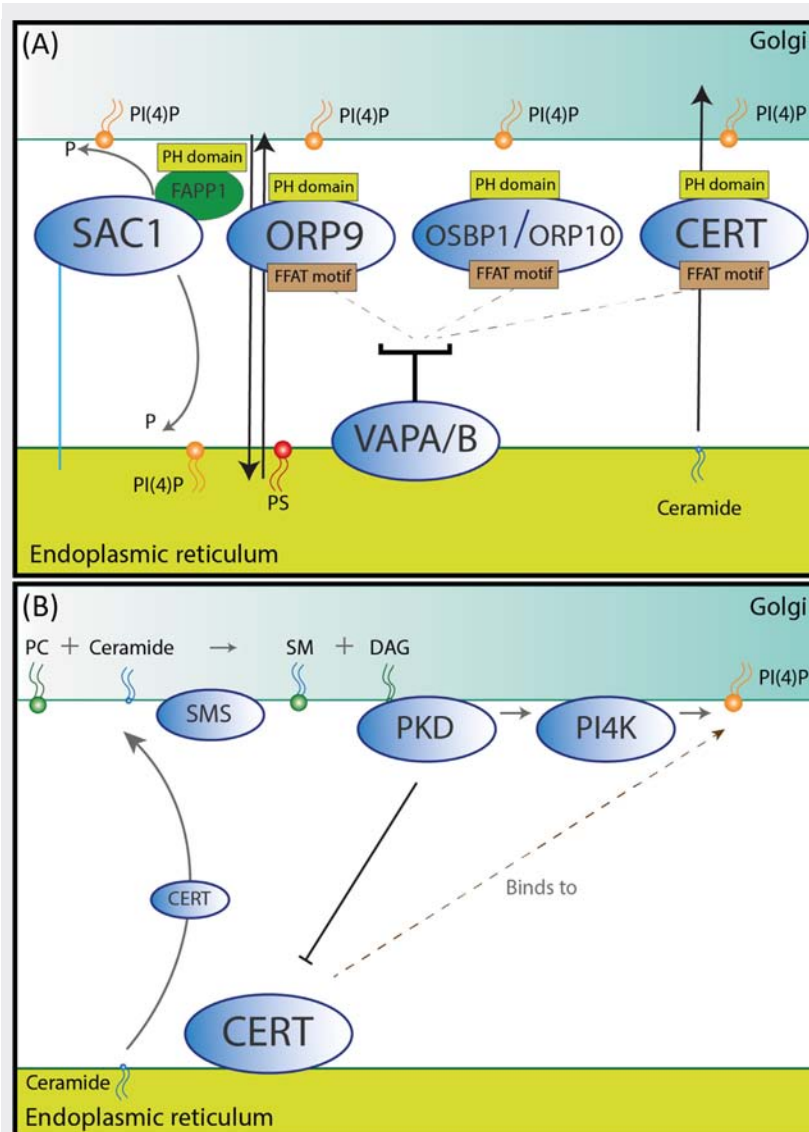 (A)
Golgi
PI(4)P
PI(4)P
PI(4)P
PI(4)P
P
PH domain
FAPP1
PH domain
PH domain
PH domain
SAC1
ORP9
OSBP1/ORP10
CERT
FFAT motif
FFAT motif
FFAT motif
P
VAPA/B
PI(4)P
PS
Ceramide
Endoplasmic reticulum
(B)
Golgi
PC + Ceramide → SM + DAG
PI(4)P
SMS
PKD
PI4K
CERT
Binds to
CERT
Ceramide
Endoplasmic reticulum